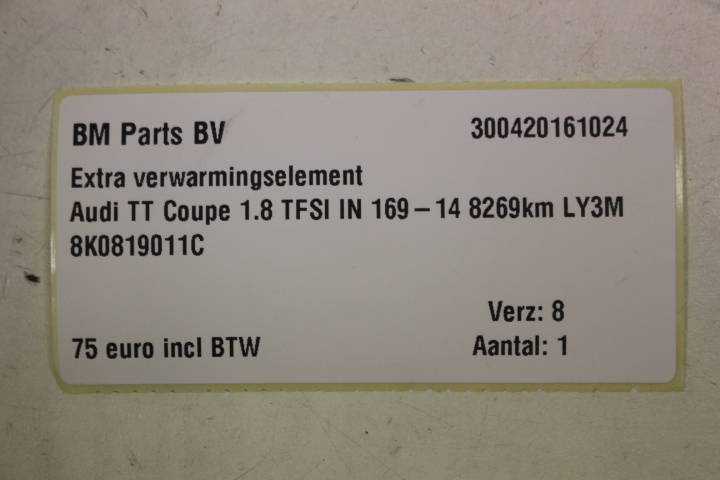 BM Parts BV 300420161024
Extra verwarmingselement
Audi TT Coupe 1.8 TFSI IN 169-14 8269km LY3M
8K0819011C
Verz: 8
75 euro incl BTW Aantal: 1